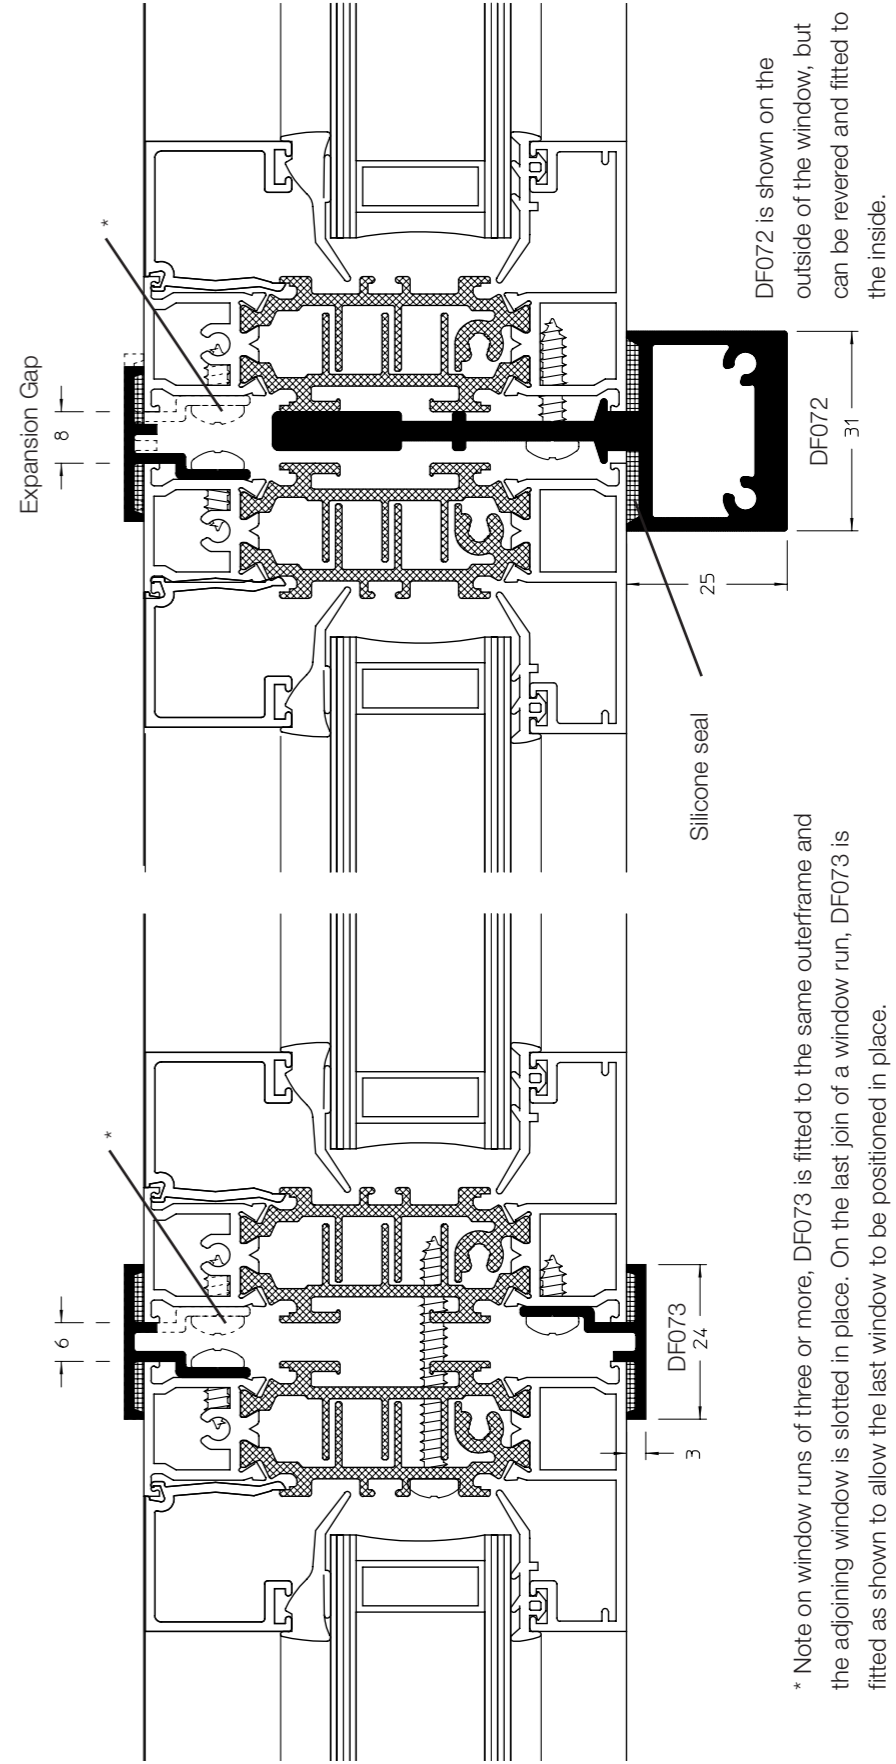 *
6
DF073
24
3
* Note on window runs of three or more, DF073 is fitted to the same outerframe and
the adjoining window is slotted in place. On the last join of a window run, DF073 is
fitted as shown to allow the last window to be positioned in place.
Expansion Gap
8
*
Silicone seal
25
DF072
31
DF072 is shown on the
outside of the window, but
can be revered and fitted to
the inside.